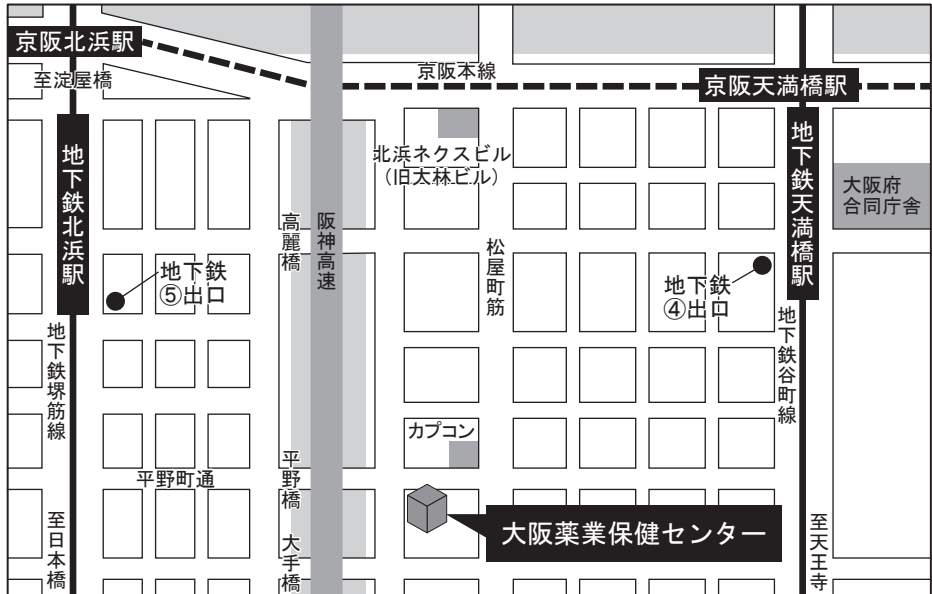 京阪北浜駅
至淀屋橋
京阪本線
京阪天満橋駅
地下鉄北浜駅
北浜ネクスビル
（旧大林ビル）
地下鉄天満橋駅
大阪府
合同庁舎
高麗橋
阪神高速
松屋町筋
地下鉄
⑤出口
地下鉄
④出口
地下鉄堺筋線
地下鉄谷町線
カプコン
平野町通
平野橋
大阪薬業保健センター
至日本橋
大手橋
至天王寺